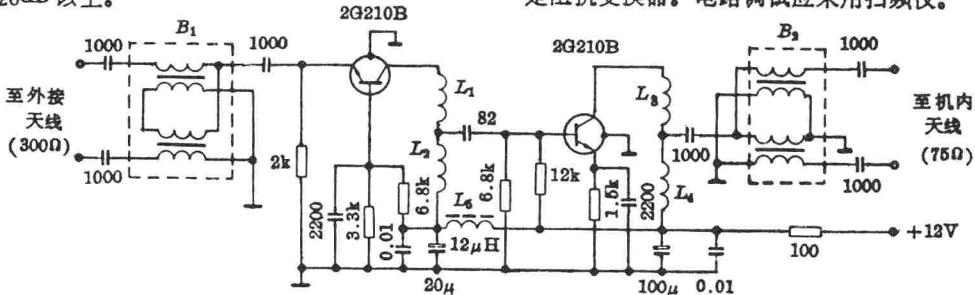 20dB 以上。
是阻抗变换器。电路调试应采用扫频仪。
2G210B
2G210B
1000
B₁
1000
B₂
1000
至外接
天线
(300Ω)
至机内
天线
(75Ω)
L₁
L₂
L₃
L₄
L₅
82
1000
1000
1000
2k
2200
3.3k
0.01
6.8k
12μH
20μ
6.8k
12k
1.5k
2200
100μ
0.01
100
+12V